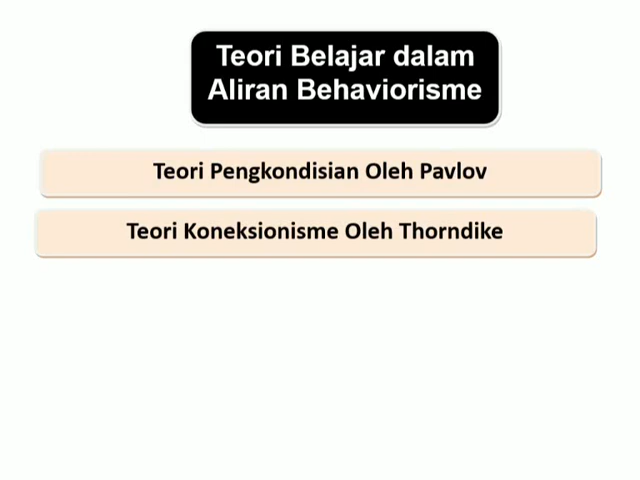 Teori Belajar dalam
Aliran Behaviorisme
Teori Pengkondisian Oleh Pavlov
Teori Koneksionisme Oleh Thorndike